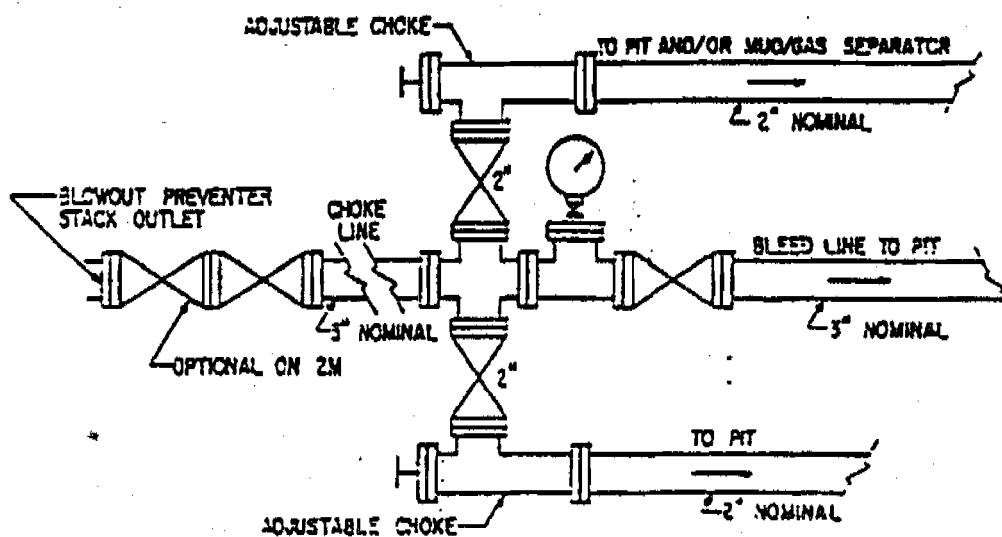 ADJUSTABLE CHOKE
TO PIT AND/OR MUD/GAS SEPARATOR
2" NOMINAL
2"
BLOWOUT PREVENTER
STACK OUTLET
CHOKE
LINE
BLEED LINE TO PIT
3" NOMINAL
3" NOMINAL
OPTIONAL ON 2M
2"
TO PIT
2" NOMINAL
ADJUSTABLE CHOKE